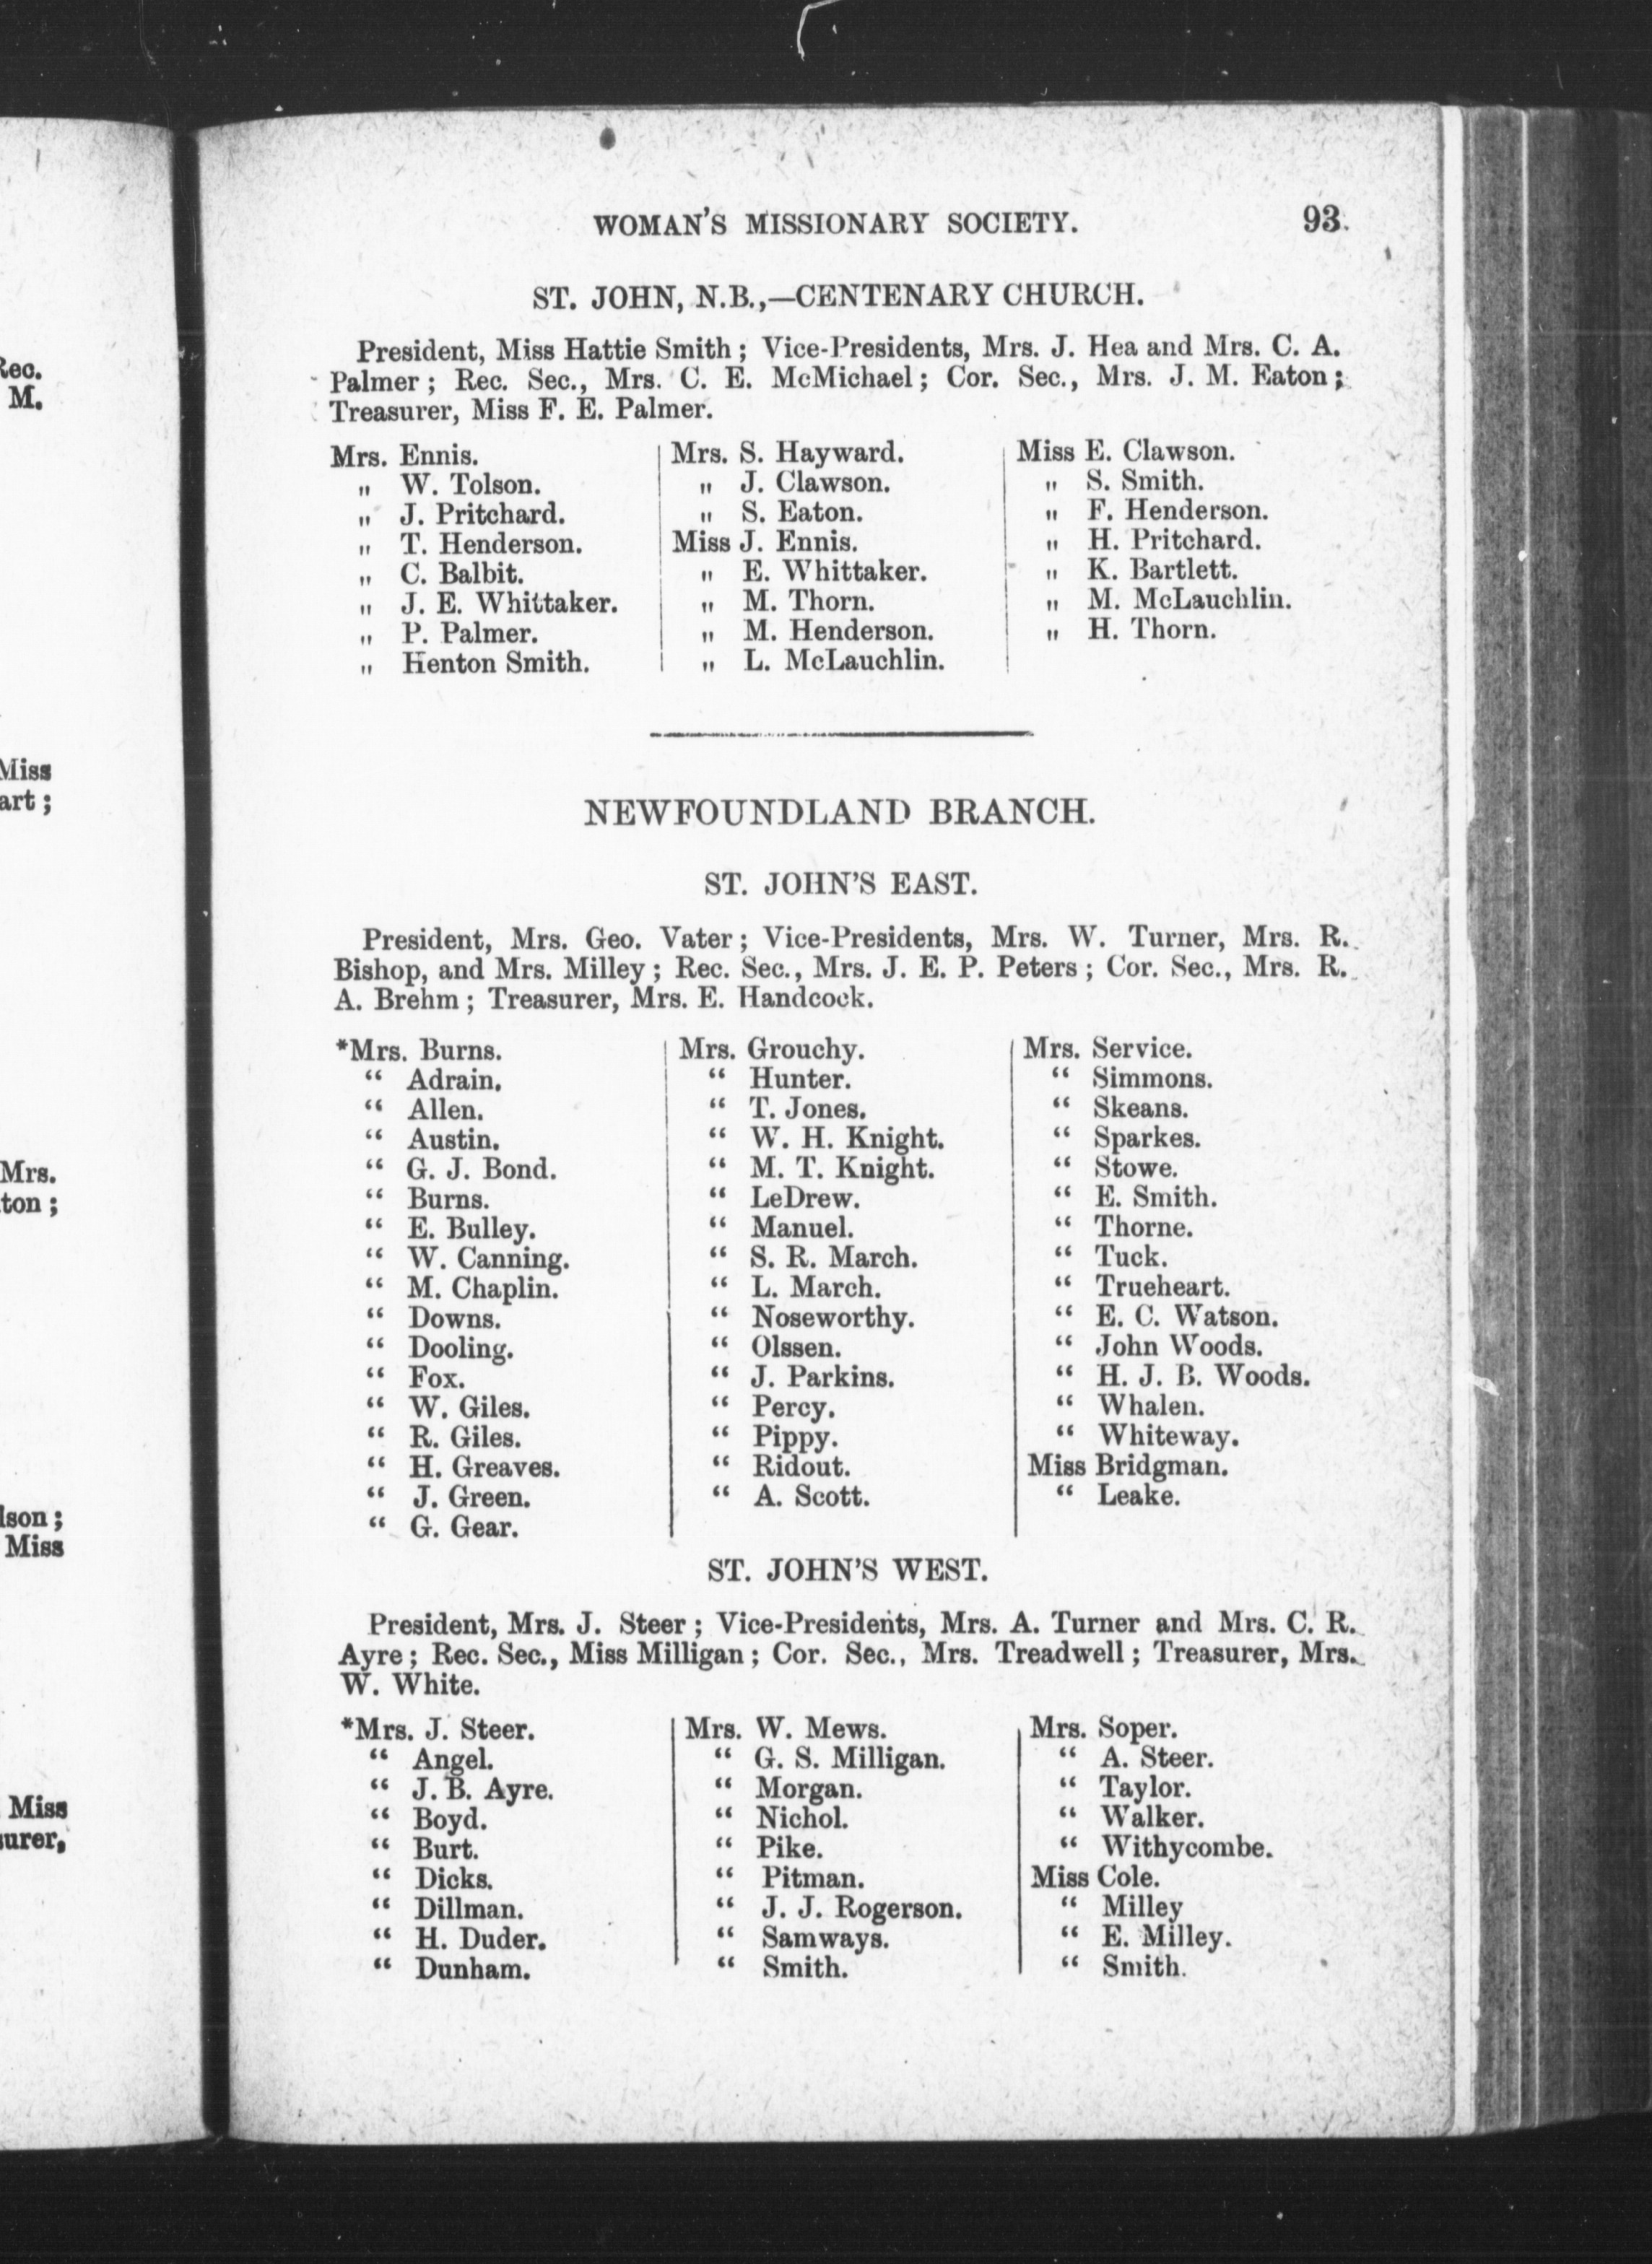 Rec.
M.
Miss
art ;
Mrs.
ton ;
lson ;
Miss
Miss
surer,
WOMAN'S MISSIONARY SOCIETY. 93.
ST. JOHN, N.B.,—CENTENARY CHURCH.
President, Miss Hattie Smith ; Vice-Presidents, Mrs. J. Hea and Mrs. C. A.
Palmer ; Rec. Sec., Mrs. C. E. McMichael ; Cor. Sec., Mrs. J. M. Eaton ;
Treasurer, Miss F. E. Palmer.
Mrs. Ennis.
" W. Tolson.
" J. Pritchard.
" T. Henderson.
" C. Balbit.
" J. E. Whittaker.
" P. Palmer.
" Henton Smith.
Mrs. S. Hayward.
" J. Clawson.
" S. Eaton.
Miss J. Ennis.
" E. Whittaker.
" M. Thorn.
" M. Henderson.
" L. McLauchlin.
Miss E. Clawson.
" S. Smith.
" F. Henderson.
" H. Pritchard.
" K. Bartlett.
" M. McLauchlin.
" H. Thorn.
NEWFOUNDLAND BRANCH.
ST. JOHN'S EAST.
President, Mrs. Geo. Vater ; Vice-Presidents, Mrs. W. Turner, Mrs. R.
Bishop, and Mrs. Milley ; Rec. Sec., Mrs. J. E. P. Peters ; Cor. Sec., Mrs. R.
A. Brehm ; Treasurer, Mrs. E. Handcock.
*Mrs. Burns.
“ Adrain.
“ Allen.
“ Austin.
“ G. J. Bond.
“ Burns.
“ E. Bulley.
“ W. Canning.
“ M. Chaplin.
“ Downs.
“ Dooling.
“ Fox.
“ W. Giles.
“ R. Giles.
“ H. Greaves.
“ J. Green.
“ G. Gear.
Mrs. Grouchy.
“ Hunter.
“ T. Jones.
“ W. H. Knight.
“ M. T. Knight.
“ LeDrew.
“ Manuel.
“ S. R. March.
“ L. March.
“ Noseworthy.
“ Olssen.
“ J. Parkins.
“ Percy.
“ Pippy.
“ Ridout.
“ A. Scott.
Mrs. Service.
“ Simmons.
“ Skeans.
“ Sparkes.
“ Stowe.
“ E. Smith.
“ Thorne.
“ Tuck.
“ Trueheart.
“ E. C. Watson.
“ John Woods.
“ H. J. B. Woods.
“ Whalen.
“ Whiteway.
Miss Bridgman.
“ Leake.
ST. JOHN'S WEST.
President, Mrs. J. Steer ; Vice-Presidents, Mrs. A. Turner and Mrs. C. R.
Ayre ; Rec. Sec., Miss Milligan ; Cor. Sec., Mrs. Treadwell ; Treasurer, Mrs.
W. White.
*Mrs. J. Steer.
“ Angel.
“ J. B. Ayre.
“ Boyd.
“ Burt.
“ Dicks.
“ Dillman.
“ H. Duder.
“ Dunham.
Mrs. W. Mews.
“ G. S. Milligan.
“ Morgan.
“ Nichol.
“ Pike.
“ Pitman.
“ J. J. Rogerson.
“ Samways.
“ Smith.
Mrs. Soper.
“ A. Steer.
“ Taylor.
“ Walker.
“ Withycombe.
Miss Cole.
“ Milley
“ E. Milley.
“ Smith.